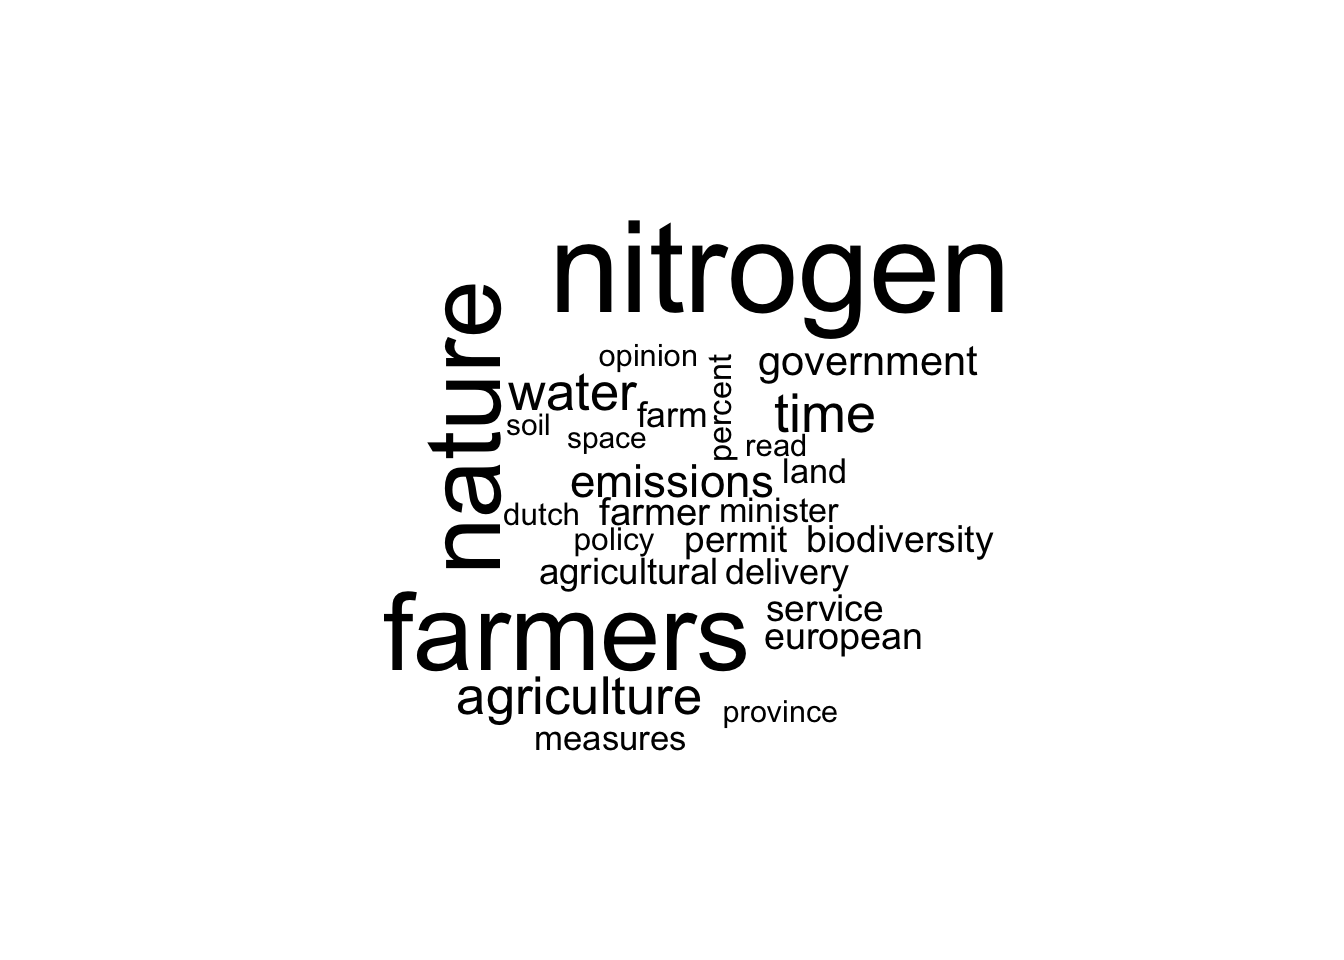 nitrogen
nature
opinion
percent
government
water
farm
time
soil
space
read
emissions
land
dutch
farmer
minister
policy
permit
biodiversity
agricultural
delivery
farmers
service
european
agriculture
province
measures